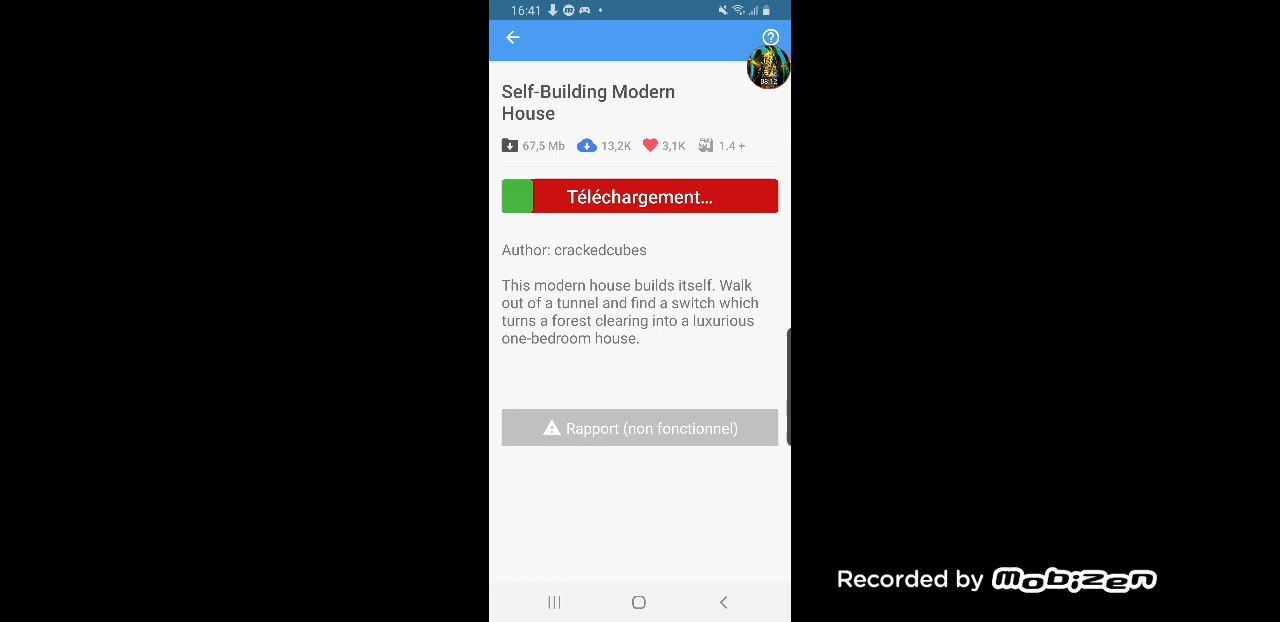 16:41
08:12
Self-Building Modern
House
67,5 Mb 13,2K 3,1K 1.4 +
Téléchargement...
Author: crackedcubes
This modern house builds itself. Walk
out of a tunnel and find a switch which
turns a forest clearing into a luxurious
one-bedroom house.
Rapport (non fonctionnel)
Recorded by mobizen